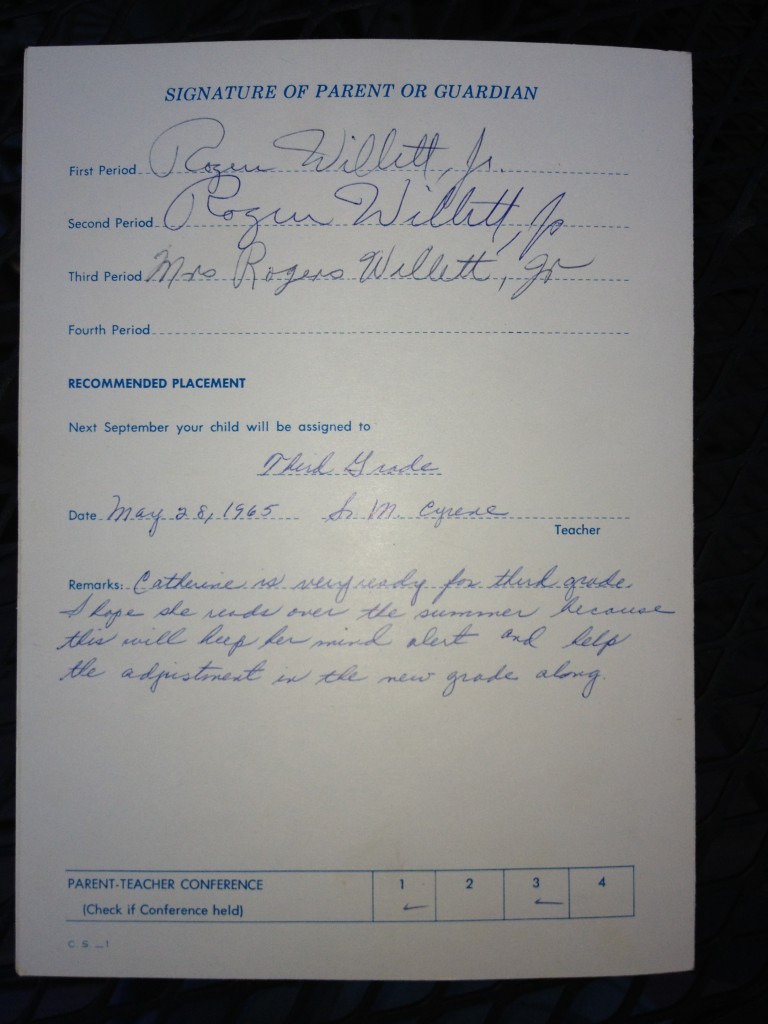 SIGNATURE OF PARENT OR GUARDIAN
First Period Rogers Willett, Jr.
Second Period Rogers Willett, Jr
Third Period Mrs Rogers Willett, Jr
Fourth Period
RECOMMENDED PLACEMENT
Next September your child will be assigned to
Third Grade
Date May 28, 1965 Sr. M. Cyrene
Teacher
Remarks: Catherine is very ready for third grade.
I hope she reads over the summer because
this will keep her mind alert and help
the adjustment in the new grade along.
PARENT-TEACHER CONFERENCE 1 2 3 4
(Check if Conference held)
C S —1